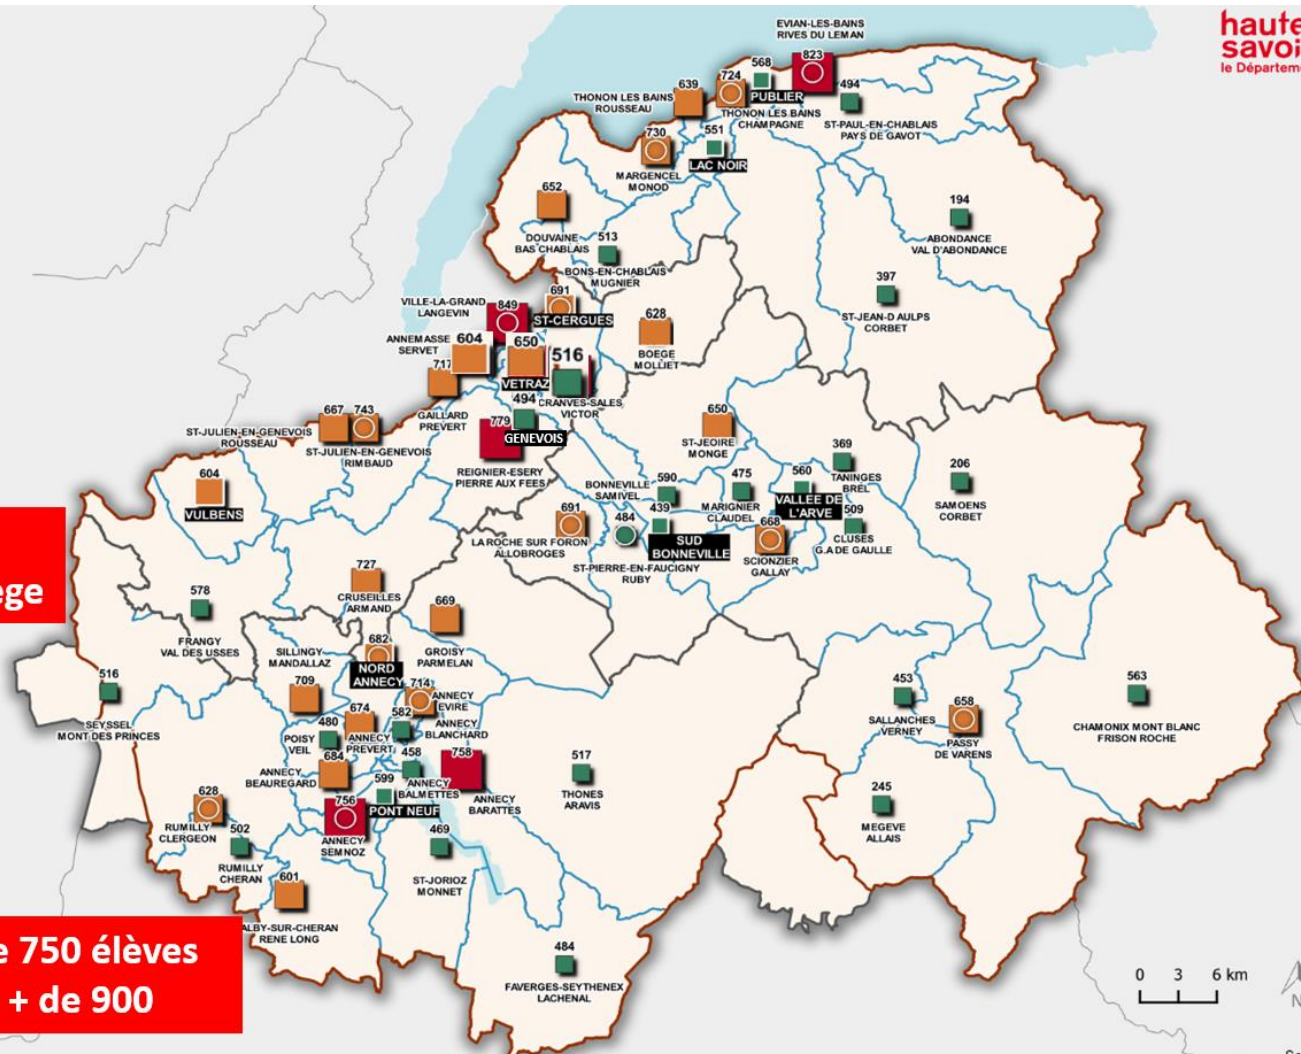 haute
savoi
le Départeme
EVIAN-LES-BAINS
RIVES DU LEMAN
823
568
PUBLIER
724
THONON LES BAINS
CHAMPAGNE
639
THONON LES BAINS
ROUSSEAU
494
ST-PAUL-EN-CHABLAIS
PAYS DE GAVOT
730
MARGENCEL
MONOD
551
LAC NOIR
652
DOUVAINE
BAS CHABLAIS
513
BONS-EN-CHABLAIS
MUGNIER
194
ABONDANCE
VAL D'ABONDANCE
397
ST-JEAN-D AULPS
CORBET
VILLE-LA-GRAND
LANGEVIN
849
691
ST-CERGUES
628
BOEGE
MOLLIET
ANNEMASSE
SERVET
604
650
VETRAZ
516
CRANVES-SALES
VICTOR
717
GAILLARD
PREVERT
494
GENEVOIS
779
REIGNIER-ESERY
PIERRE AUX FEES
667
ST-JULIEN-EN-GENEVOIS
ROUSSEAU
743
ST-JULIEN-EN-GENEVOIS
RIMBAUD
650
ST-JEOIRE
MONGE
369
TANINGES
BREL
206
SAMOENS
CORBET
604
VULBENS
590
BONNEVILLE
SAMIVEL
475
MARIGNIER
CLAUDEL
560
VALLEE DE
L'ARVE
509
CLUSES
G.A DE GAULLE
691
LA ROCHE SUR FORON
ALLOBROGES
484
ST-PIERRE-EN-FAUCIGNY
RUBY
439
SUD
BONNEVILLE
668
SCIONZIER
GALLAY
ège
578
FRANGY
VAL DES USSES
727
CRUSEILLES
ARMAND
669
GROISY
PARMELAN
682
NORD
ANNECY
SILLINGY
MANDALLAZ
709
714
ANNECY
EVIRE
516
SEYSSEL
MONT DES PRINCES
480
POISY
VEIL
674
ANNECY
PREVERT
582
ANNECY
BLANCHARD
684
ANNECY
BEAUREGARD
458
ANNECY
BALMETTES
758
ANNECY
BARATTES
599
PONT NEUF
756
ANNECY
SEMNOZ
517
THONES
ARAVIS
453
SALLANCHES
VERNEY
658
PASSY
DE VARENS
563
CHAMONIX MONT BLANC
FRISON ROCHE
245
MEGEVE
ALLAIS
628
RUMILLY
CLERGEON
502
RUMILLY
CHERAN
469
ST-JORIOZ
MONNET
601
ALBY-SUR-CHERAN
RENE LONG
e 750 élèves
+ de 900
484
FAVERGES-SEYTHENEX
LACHENAL
0 3 6 km
N